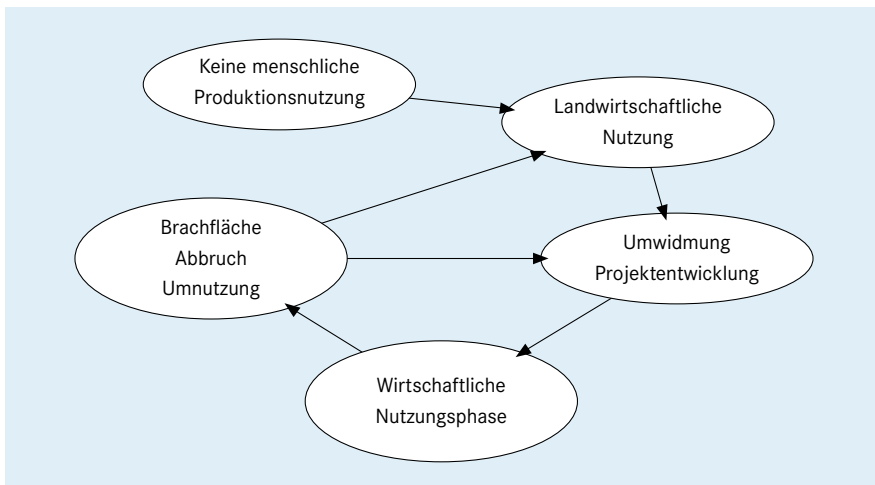 Keine menschliche
Produktionsnutzung
Landwirtschaftliche
Nutzung
Brachfläche
Abbruch
Umnutzung
Umwidmung
Projektentwicklung
Wirtschaftliche
Nutzungsphase